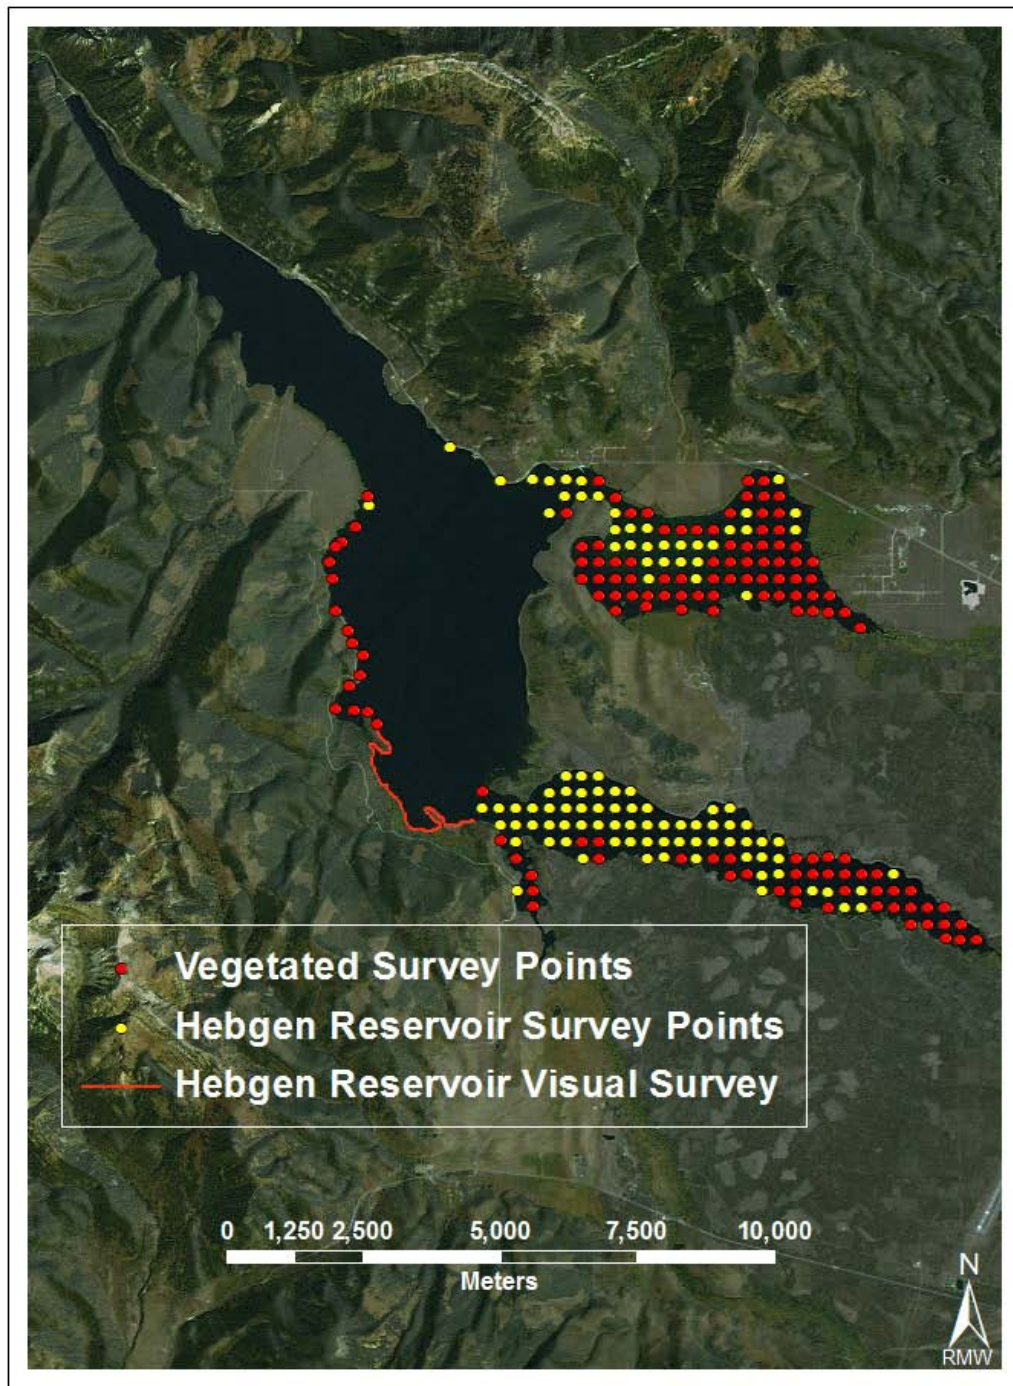 Vegetated Survey Points
Hebgen Reservoir Survey Points
Hebgen Reservoir Visual Survey
0 1,250 2,500 5,000 7,500 10,000
Meters
N
RMW